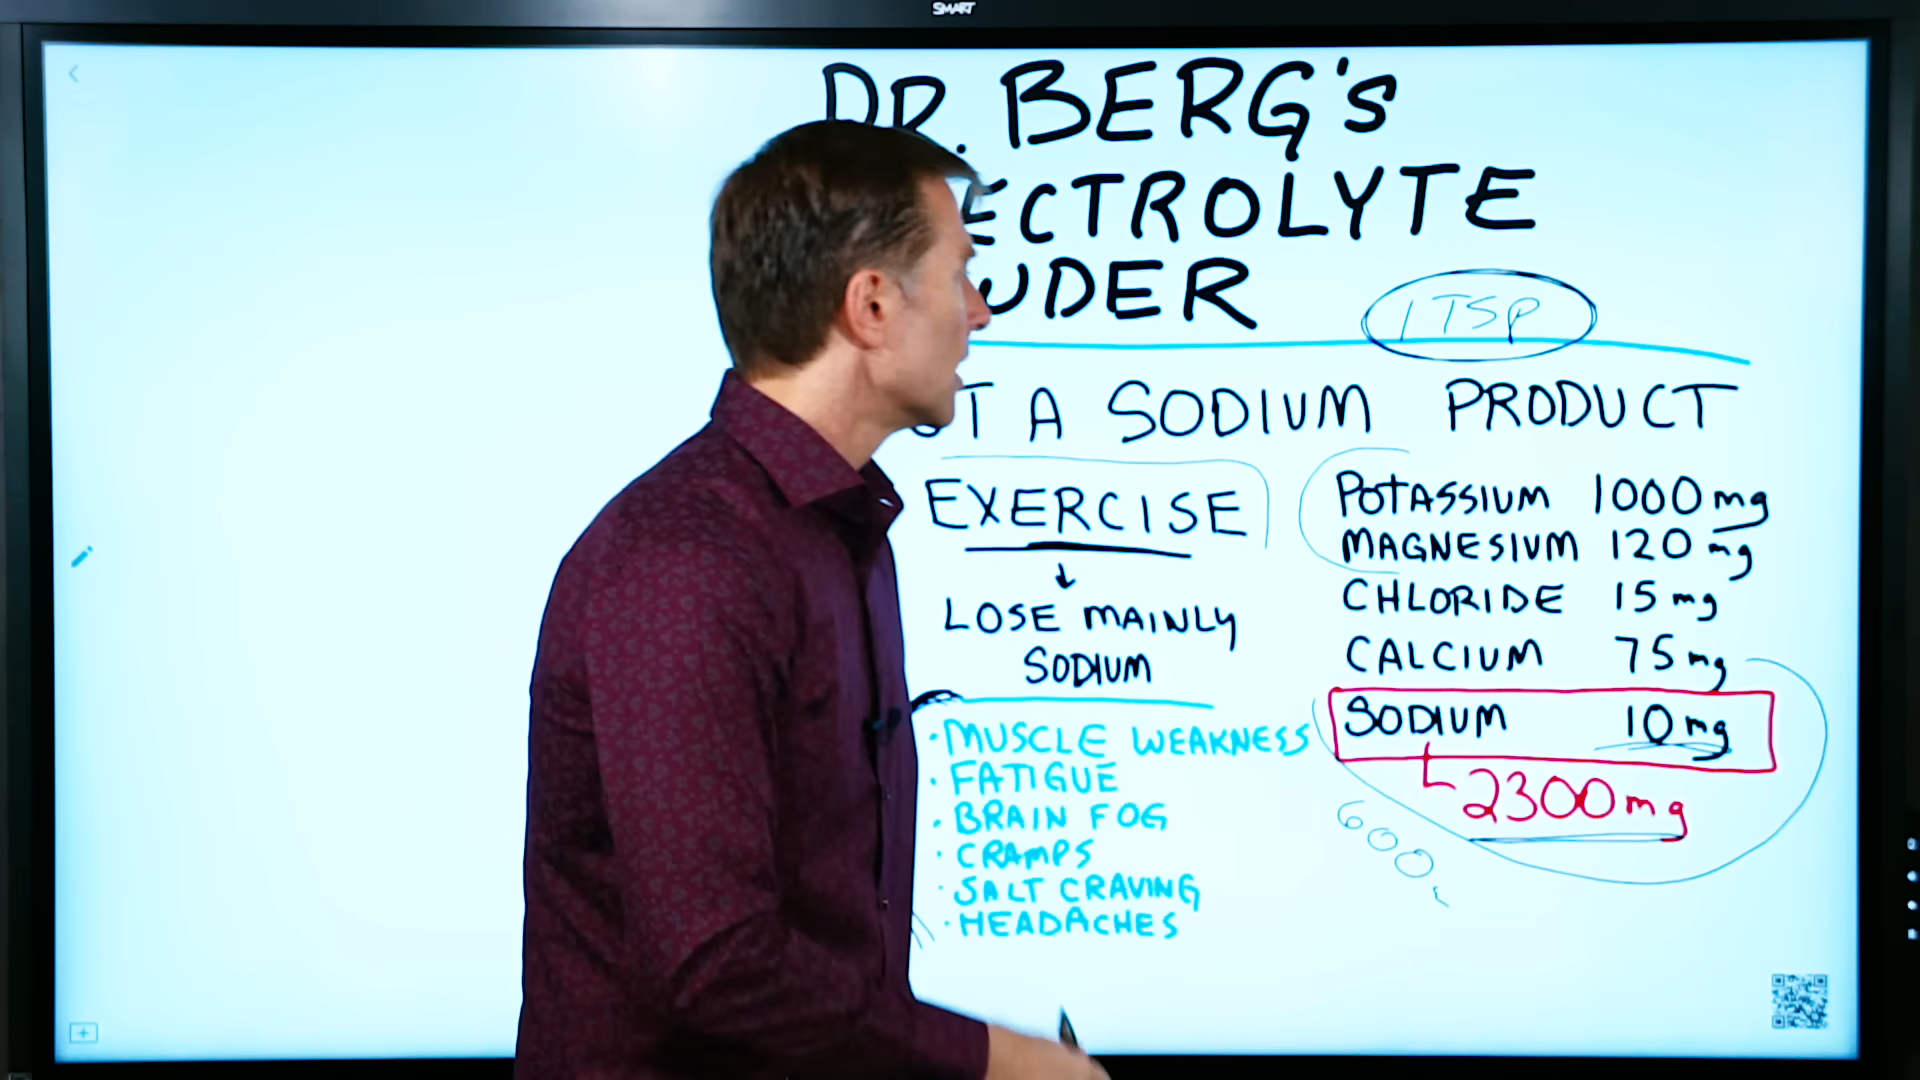 SMART
DR. BERG'S
ECTROLYTE
DER
1 TSP
T A SODIUM PRODUCT
EXERCISE
LOSE MAINLY
SODIUM
· MUSCLE WEAKNESS
· FATIGUE
· BRAIN FOG
· CRAMPS
· SALT CRAVING
· HEADACHES
POTASSIUM 1000 mg
MAGNESIUM 120 mg
CHLORIDE 15 mg
CALCIUM 75 mg
SODIUM 10 mg
2300 mg
600